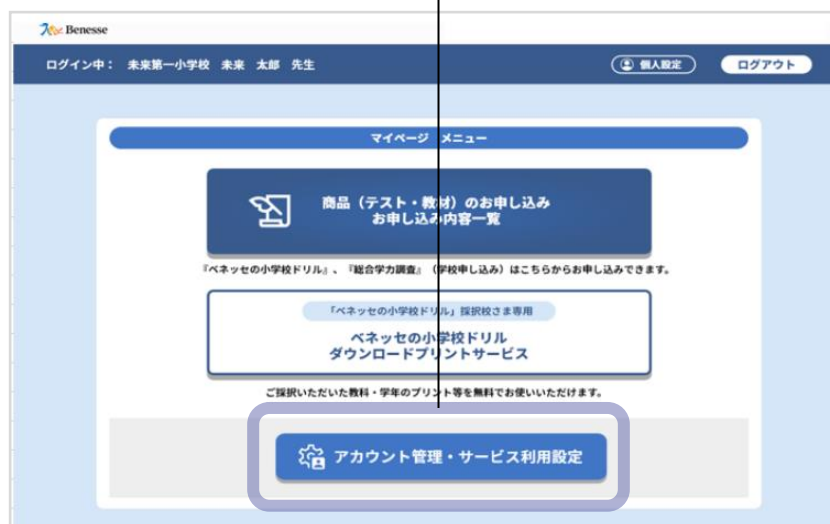 Benesse
ログイン中： 未来第一小学校 未来 太郎 先生
個人設定
ログアウト
マイページ メニュー
商品（テスト・教材）のお申し込み
お申し込み内容一覧
『ベネッセの小学校ドリル』、『総合学力調査』（学校申し込み）はこちらからお申し込みできます。
「ベネッセの小学校ドリル」採択校さま専用
ベネッセの小学校ドリル
ダウンロードプリントサービス
ご採択いただいた教科・学年のプリント等を無料でお使いいただけます。
アカウント管理・サービス利用設定